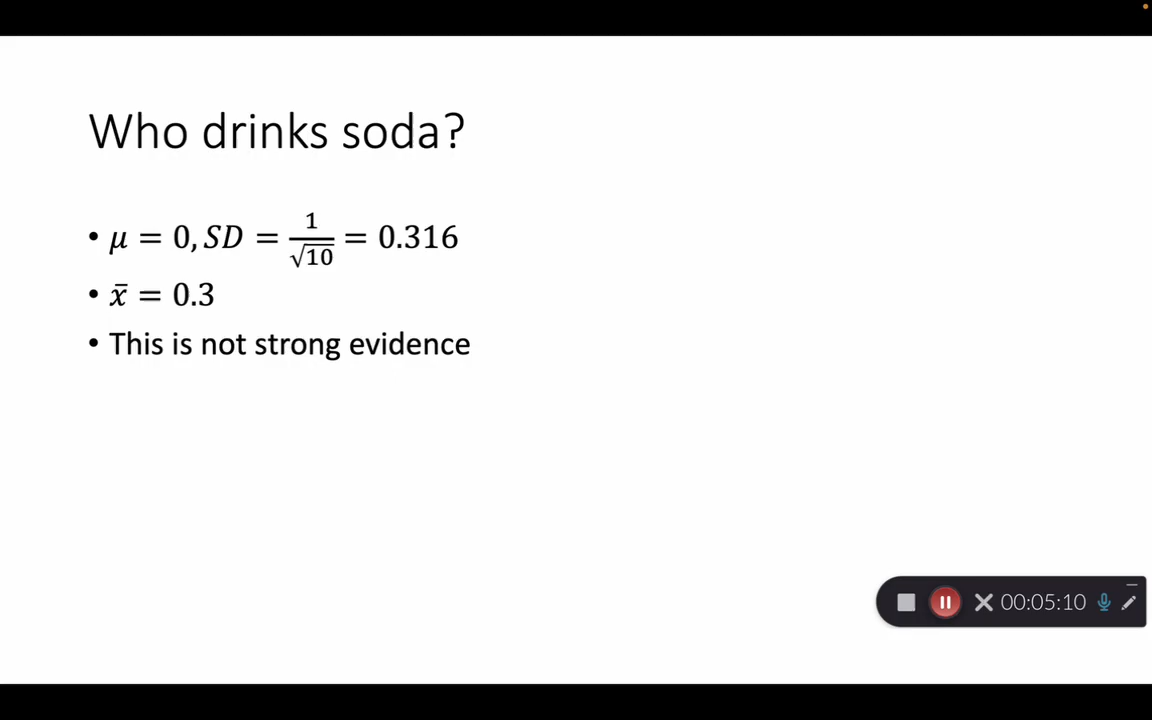 Who drinks soda?
• μ = 0, SD = 1/√10 = 0.316
• x̄ = 0.3
• This is not strong evidence
00:05:10